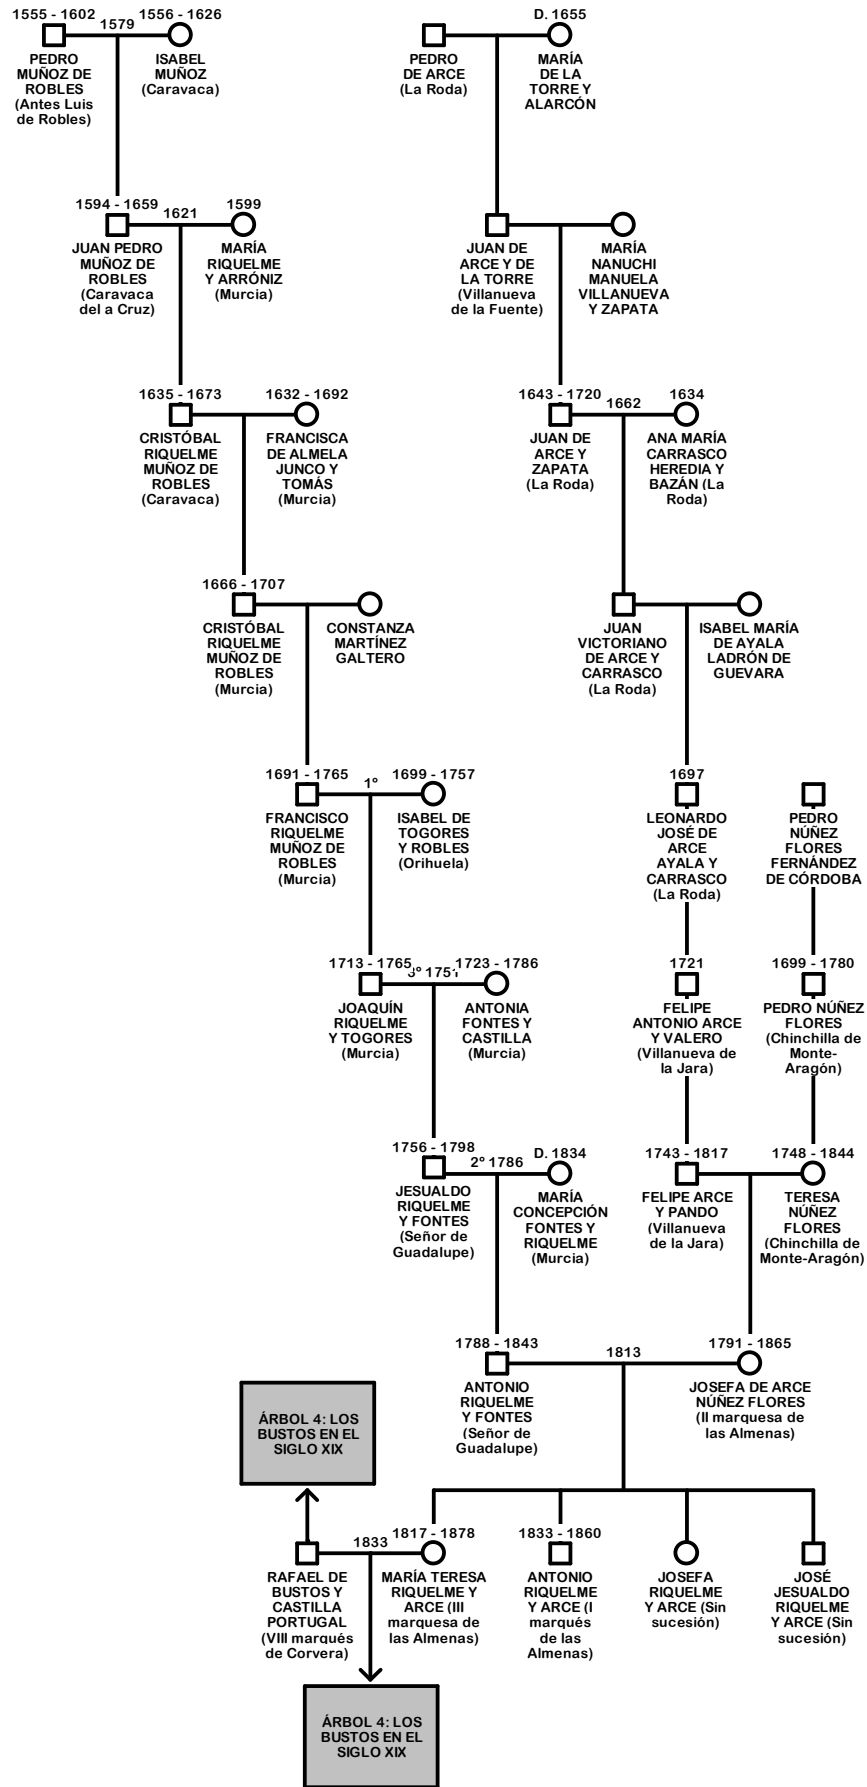 1555 - 1602
1579
1556 - 1626
D. 1655
PEDRO
MUÑOZ DE
ROBLES
(Antes Luis
de Robles)
ISABEL
MUÑOZ
(Caravaca)
PEDRO
DE ARCE
(La Roda)
MARÍA
DE LA
TORRE Y
ALARCÓN
1594 - 1659
1621
1599
JUAN PEDRO
MUÑOZ DE
ROBLES
(Caravaca
del a Cruz)
MARÍA
RIQUELME
Y ARRÓNIZ
(Murcia)
JUAN DE
ARCE Y DE
LA TORRE
(Villanueva
de la Fuente)
MARÍA
NANUCHI
MANUELA
VILLANUEVA
Y ZAPATA
1635 - 1673
1632 - 1692
1643 - 1720
1662
1634
CRISTÓBAL
RIQUELME
MUÑOZ DE
ROBLES
(Caravaca)
FRANCISCA
DE ALMELA
JUNCO Y
TOMÁS
(Murcia)
JUAN DE
ARCE Y
ZAPATA
(La Roda)
ANA MARÍA
CARRASCO
HEREDIA Y
BAZÁN (La
Roda)
1666 - 1707
CRISTÓBAL
RIQUELME
MUÑOZ DE
ROBLES
(Murcia)
CONSTANZA
MARTÍNEZ
GALTERO
JUAN
VICTORIANO
DE ARCE Y
CARRASCO
(La Roda)
ISABEL MARÍA
DE AYALA
LADRÓN DE
GUEVARA
1691 - 1765
1º
1699 - 1757
1697
FRANCISCO
RIQUELME
MUÑOZ DE
ROBLES
(Murcia)
ISABEL DE
TOGORES
Y ROBLES
(Orihuela)
LEONARDO
JOSÉ DE
ARCE
AYALA Y
CARRASCO
(La Roda)
PEDRO
NÚÑEZ
FLORES
FERNÁNDEZ
DE CÓRDOBA
1713 - 1765
3º 1751
1723 - 1786
1721
1699 - 1780
JOAQUÍN
RIQUELME
Y TOGORES
(Murcia)
ANTONIA
FONTES Y
CASTILLA
(Murcia)
FELIPE
ANTONIO ARCE
Y VALERO
(Villanueva de
la Jara)
PEDRO NÚÑEZ
FLORES
(Chinchilla de
Monte-
Aragón)
1756 - 1798
2º 1786
D. 1834
1743 - 1817
1748 - 1844
JESUALDO
RIQUELME
Y FONTES
(Señor de
Guadalupe)
MARÍA
CONCEPCIÓN
FONTES Y
RIQUELME
(Murcia)
FELIPE ARCE
Y PANDO
(Villanueva
de la Jara)
TERESA
NÚÑEZ
FLORES
(Chinchilla de
Monte-Aragón)
1788 - 1843
1813
1791 - 1865
ANTONIO
RIQUELME
Y FONTES
(Señor de
Guadalupe)
JOSEFA DE ARCE
NÚÑEZ FLORES
(II marquesa de
las Almenas)
ÁRBOL 4: LOS
BUSTOS EN EL
SIGLO XIX
1833
1817 - 1878
1833 - 1860
RAFAEL DE
BUSTOS Y
CASTILLA
PORTUGAL
(VIII marqués
de Corvera)
MARÍA TERESA
RIQUELME Y
ARCE (III
marquesa de
las Almenas)
ANTONIO
RIQUELME
Y ARCE (I
marqués
de las
Almenas)
JOSEFA
RIQUELME
Y ARCE (Sin
sucesión)
JOSÉ
JESUALDO
RIQUELME
Y ARCE (Sin
sucesión)
ÁRBOL 4: LOS
BUSTOS EN EL
SIGLO XIX